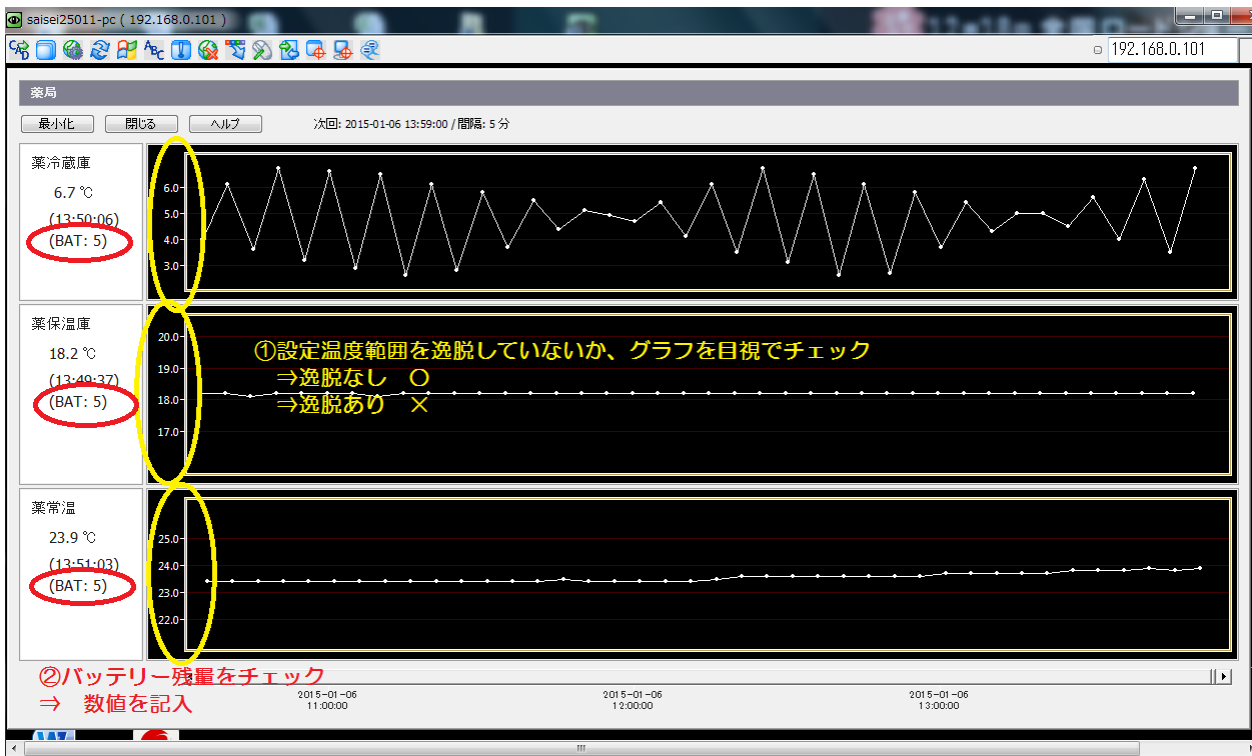 saisei25011-pc ( 192.168.0.101 )
192.168.0.101
薬局
最小化 閉じる ヘルプ 次回: 2015-01-06 13:59:00 / 間隔: 5 分
薬冷蔵庫
6.7 ℃
(13:50:06)
(BAT: 5)
6.0
5.0
4.0
3.0
薬保温庫
18.2 ℃
(13:49:37)
(BAT: 5)
20.0
19.0
18.0
17.0
①設定温度範囲を逸脱していないか、グラフを目視でチェック
⇒逸脱なし ○
⇒逸脱あり ×
薬常温
23.9 ℃
(13:51:03)
(BAT: 5)
25.0
24.0
23.0
22.0
②バッテリー残量をチェック
⇒ 数値を記入
2015-01-06 2015-01-06 2015-01-06
11:00:00 12:00:00 13:00:00